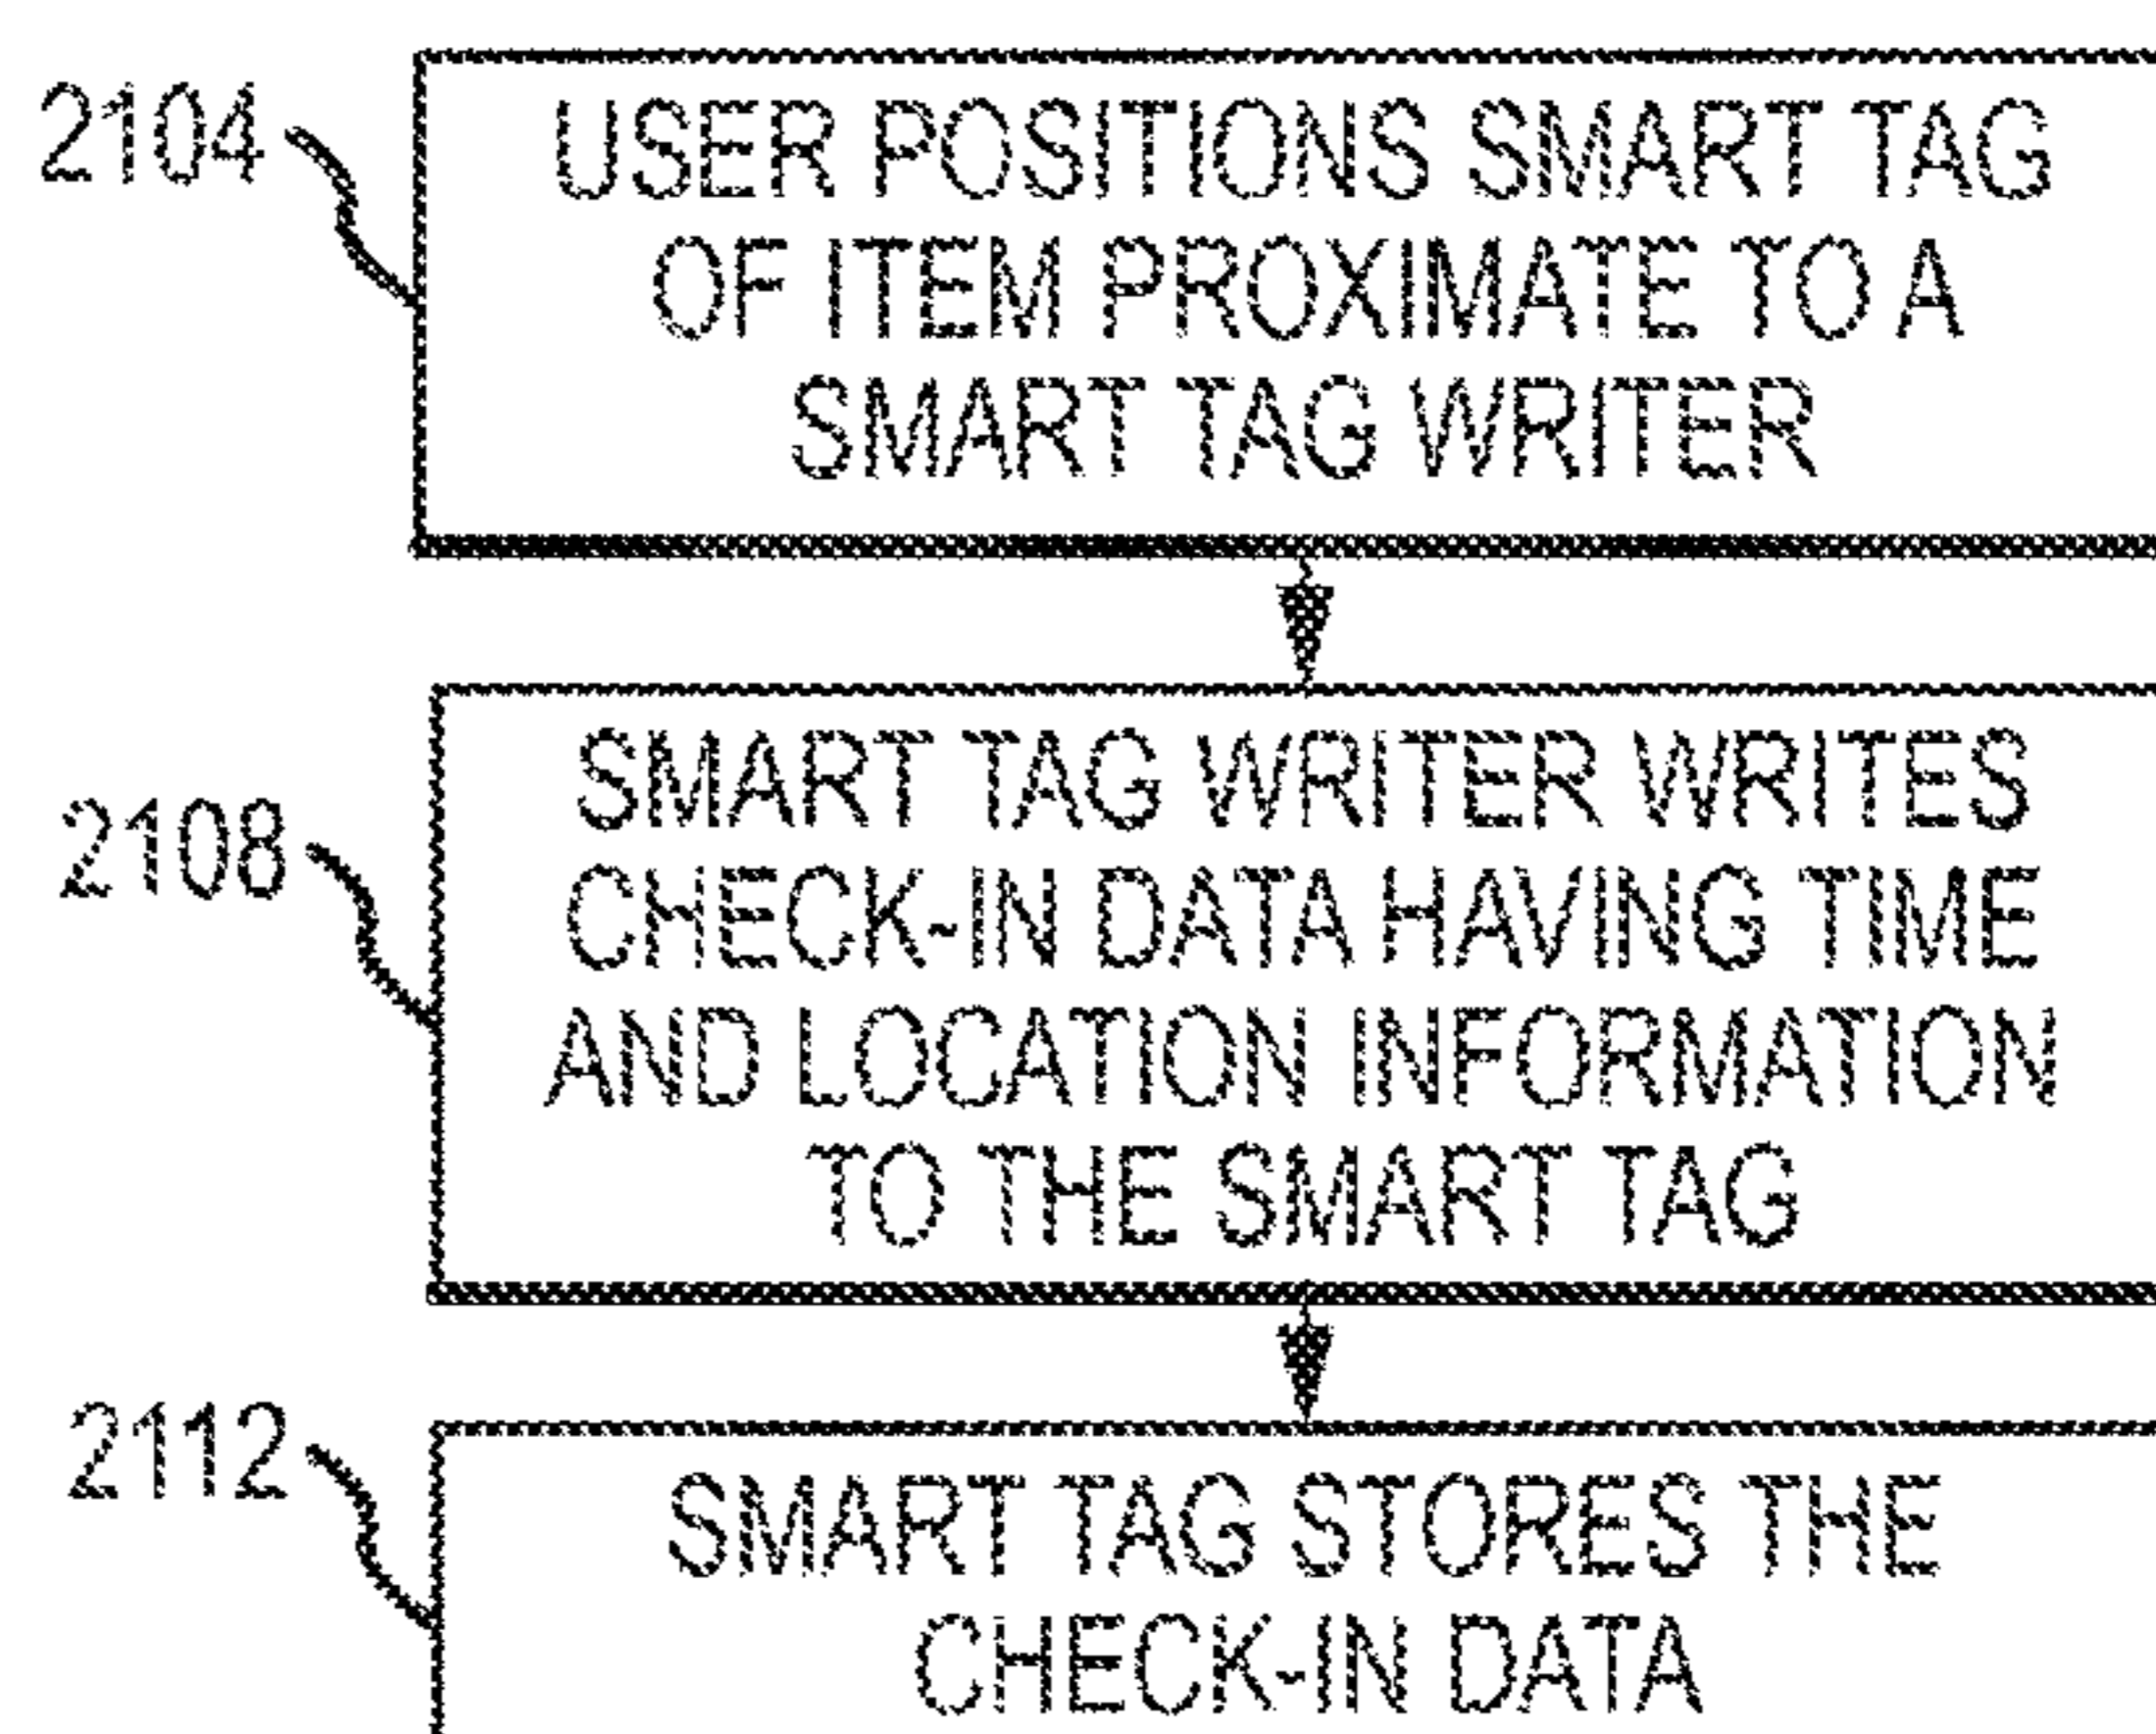 2104
USER POSITIONS SMART TAG
OF ITEM PROXIMATE TO A
SMART TAG WRITER
2108
SMART TAG WRITER WRITES
CHECK-IN DATA HAVING TIME
AND LOCATION INFORMATION
TO THE SMART TAG
2112
SMART TAG STORES THE
CHECK-IN DATA